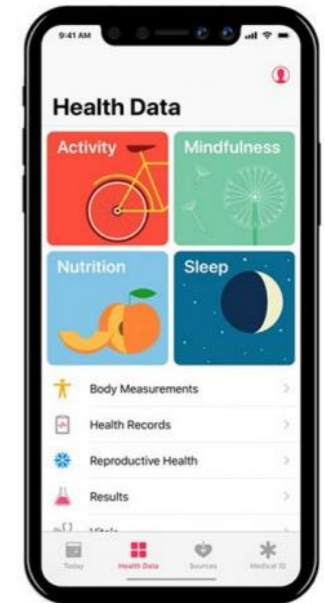 9:41 AM
Health Data
Activity
Mindfulness
Nutrition
Sleep
Body Measurements
Health Records
Reproductive Health
Results
Vitals
Today
Health Data
Sources
Medical ID